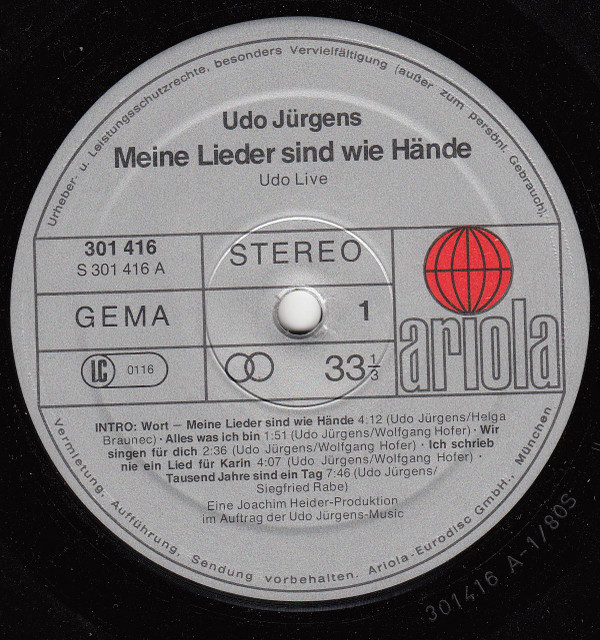 Urheber- u. Leistungsschutzrechte, besonders Vervielfältigung (außer zum persönl. Gebrauch),
Udo Jürgens
Meine Lieder sind wie Hände
Udo Live
301 416
S 301 416 A
STEREO
GEMA
1
ariola
LC 0116
33 1/3
INTRO: Wort – Meine Lieder sind wie Hände 4:12 (Udo Jürgens/Helga
Braunec) · Alles was ich bin 1:51 (Udo Jürgens/Wolfgang Hofer) · Wir
singen für dich 2:36 (Udo Jürgens/Wolfgang Hofer) · Ich schrieb
nie ein Lied für Karin 4:07 (Udo Jürgens/Wolfgang Hofer) ·
Tausend Jahre sind ein Tag 7:46 (Udo Jürgens/
Siegfried Rabe)
Eine Joachim Heider-Produktion
im Auftrag der Udo Jürgens-Music
Vermietung, Aufführung, Sendung vorbehalten. Ariola-Eurodisc GmbH., München
301416 A-1/80S